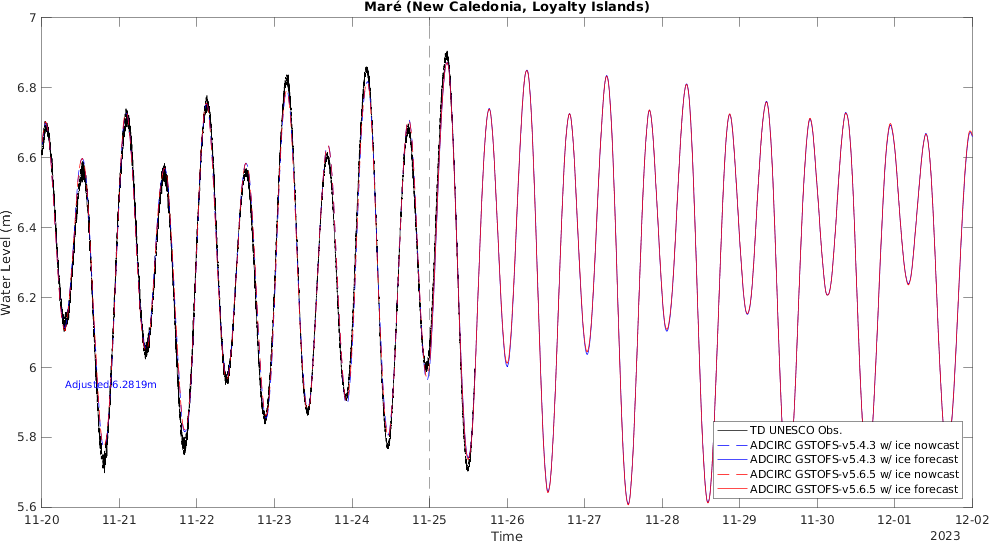 Maré (New Caledonia, Loyalty Islands)
7
6.8
6.6
6.4
6.2
6
5.8
5.6
Water Level (m)
Adjusted 6.2819m
TD UNESCO Obs.
ADCIRC GSTOFS-v5.4.3 w/ ice nowcast
ADCIRC GSTOFS-v5.4.3 w/ ice forecast
ADCIRC GSTOFS-v5.6.5 w/ ice nowcast
ADCIRC GSTOFS-v5.6.5 w/ ice forecast
11-20 11-21 11-22 11-23 11-24 11-25 11-26 11-27 11-28 11-29 11-30 12-01 12-02
Time
2023